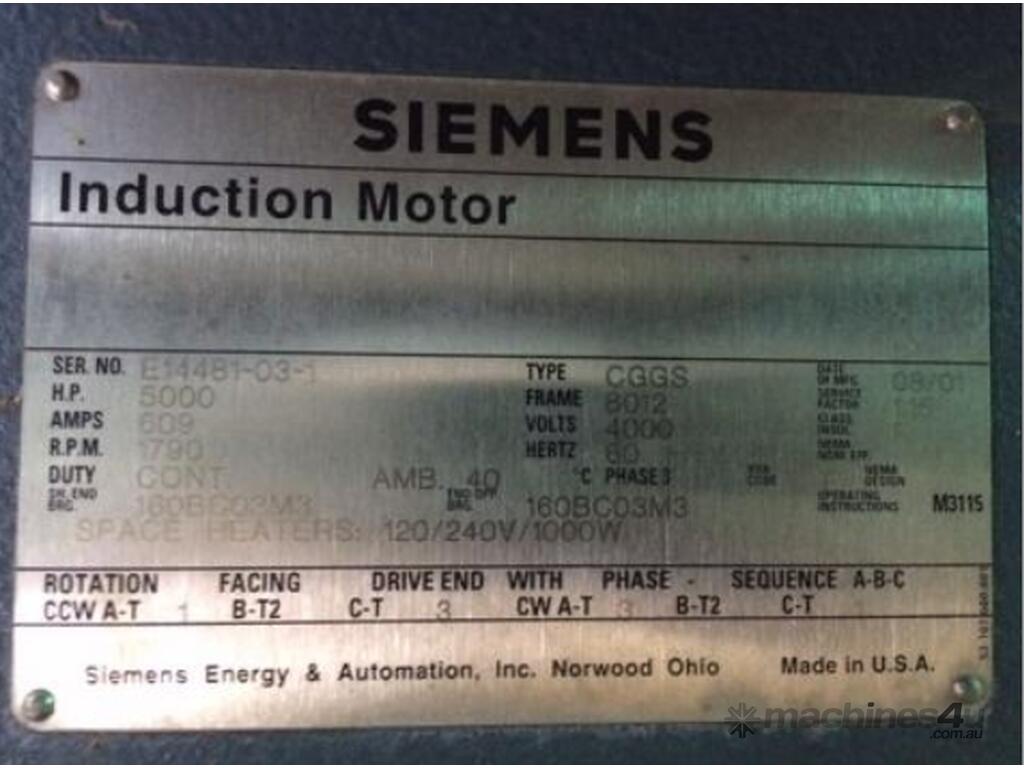 SIEMENS
Induction Motor
SER. NO. E14481-03-1 TYPE CGGS DATE OF MFG. 08/01
H.P. 5000 FRAME 8012 SERVICE FACTOR 1.15
AMPS 609 VOLTS 4000 CLASS INSUL. F
R.P.M. 1790 HERTZ 60 NEMA NOM. EFF.
DUTY CONT. AMB. 40 °C PHASE 3 KVA CODE NEMA DESIGN
SH. END BRG. 160BC03M3 END OPP. BRG. 160BC03M3 OPERATING INSTRUCTIONS M3115
SPACE HEATERS: 120/240V/1000W
ROTATION FACING DRIVE END WITH PHASE - SEQUENCE A-B-C
CCW A-T 1 B-T2 C-T 3 CW A-T 3 B-T2 C-T 1
Siemens Energy & Automation, Inc. Norwood Ohio Made in U.S.A.
machines4u
.com.au